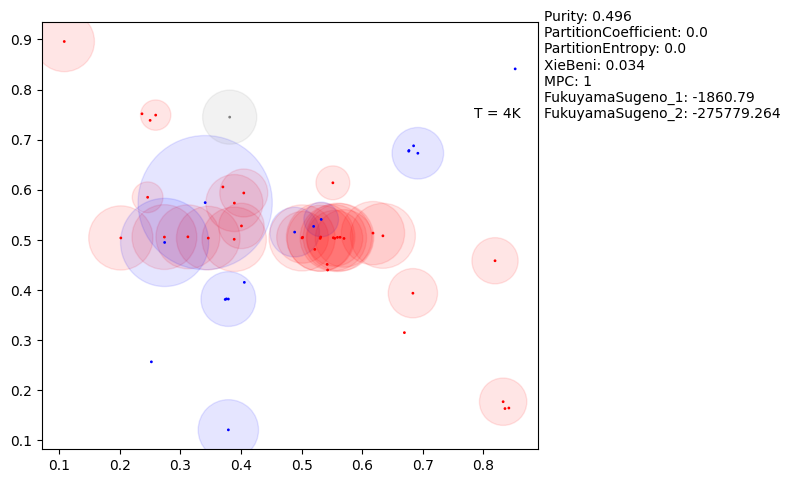 Purity: 0.496
PartitionCoefficient: 0.0
PartitionEntropy: 0.0
XieBeni: 0.034
MPC: 1
FukuyamaSugeno_1: -1860.79
FukuyamaSugeno_2: -275779.264
T = 4K
0.9
0.8
0.7
0.6
0.5
0.4
0.3
0.2
0.1
0.1 0.2 0.3 0.4 0.5 0.6 0.7 0.8